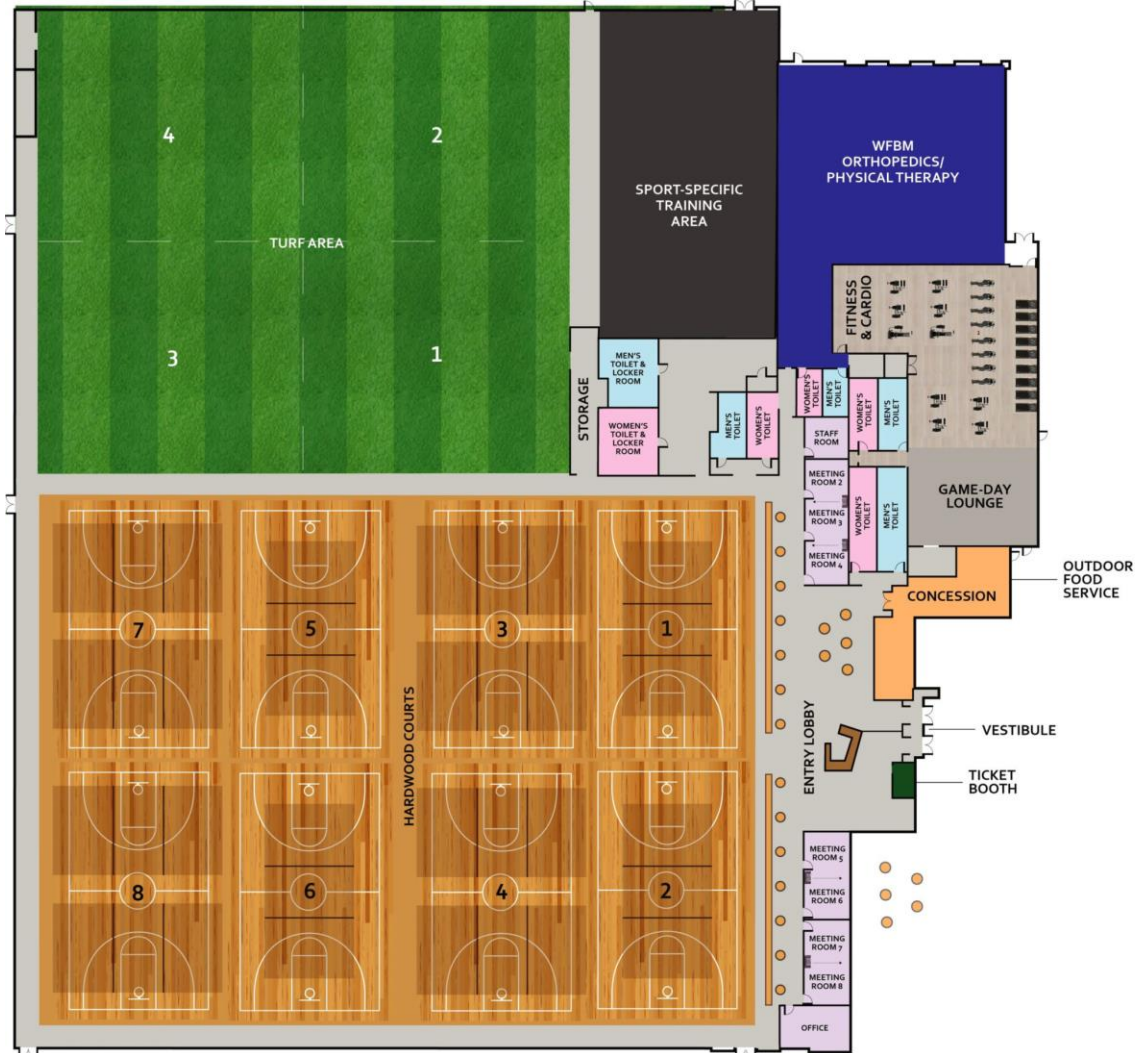 4
2
TURF AREA
3
1
SPORT-SPECIFIC
TRAINING
AREA
WFBM
ORTHOPEDICS/
PHYSICAL THERAPY
FITNESS
& CARDIO
STORAGE
MEN'S
TOILET &
LOCKER
ROOM
WOMEN'S
TOILET &
LOCKER
ROOM
MEN'S
TOILET
WOMEN'S
TOILET
WOMEN'S
TOILET
MEN'S
TOILET
WOMEN'S
TOILET
MEN'S
TOILET
STAFF
ROOM
MEETING
ROOM 2
MEETING
ROOM 3
MEETING
ROOM 4
WOMEN'S
TOILET
MEN'S
TOILET
GAME-DAY
LOUNGE
OUTDOOR
FOOD
SERVICE
CONCESSION
7
5
3
1
HARDWOOD COURTS
ENTRY LOBBY
VESTIBULE
TICKET
BOOTH
8
6
4
2
MEETING
ROOM 5
MEETING
ROOM 6
MEETING
ROOM 7
MEETING
ROOM 8
OFFICE